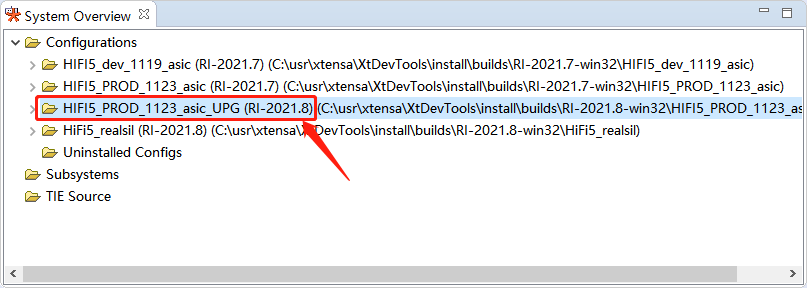 System Overview
Configurations
HIFI5_dev_1119_asic (RI-2021.7) (C:\usr\xtensa\XtDevTools\install\builds\RI-2021.7-win32\HIFI5_dev_1119_asic)
HIFI5_PROD_1123_asic (RI-2021.7) (C:\usr\xtensa\XtDevTools\install\builds\RI-2021.7-win32\HIFI5_PROD_1123_asic)
HIFI5_PROD_1123_asic_UPG (RI-2021.8) (C:\usr\xtensa\XtDevTools\install\builds\RI-2021.8-win32\HIFI5_PROD_1123_as
HiFi5_realsil (RI-2021.8) (C:\usr\xtensa\XtDevTools\install\builds\RI-2021.8-win32\HiFi5_realsil)
Uninstalled Configs
Subsystems
TIE Source